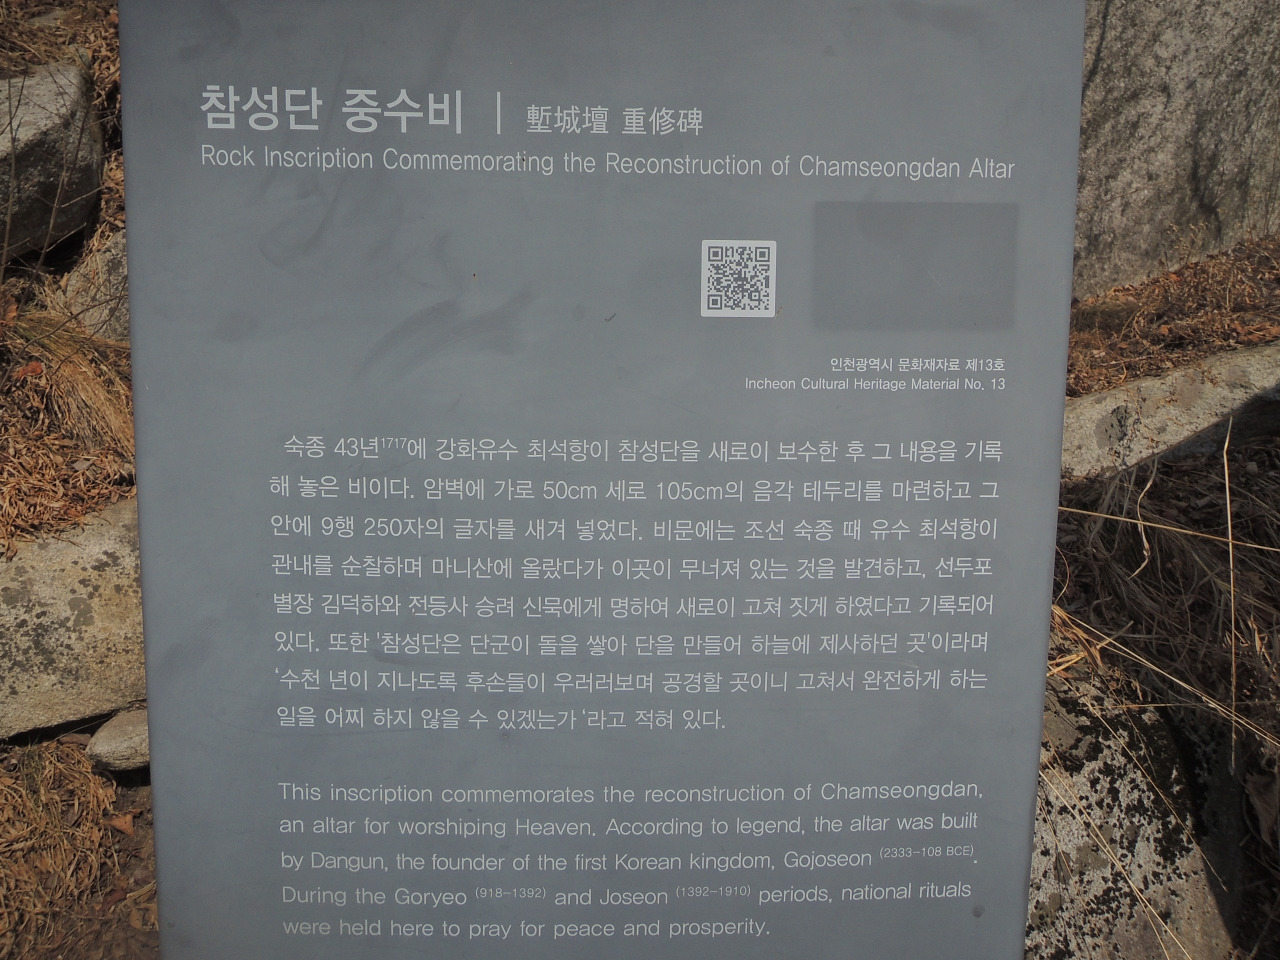 참성단 중수비 | 塹城壇 重修碑
Rock Inscription Commemorating the Reconstruction of Chamseongdan Altar
인천광역시 문화재자료 제13호
Incheon Cultural Heritage Material No. 13
숙종 43년1717에 강화유수 최석항이 참성단을 새로이 보수한 후 그 내용을 기록
해 놓은 비이다. 암벽에 가로 50cm 세로 105cm의 음각 테두리를 마련하고 그
안에 9행 250자의 글자를 새겨 넣었다. 비문에는 조선 숙종 때 유수 최석항이
관내를 순찰하며 마니산에 올랐다가 이곳이 무너져 있는 것을 발견하고, 선두포
별장 김덕하와 전등사 승려 신묵에게 명하여 새로이 고쳐 짓게 하였다고 기록되어
있다. 또한 '참성단은 단군이 돌을 쌓아 단을 만들어 하늘에 제사하던 곳'이라며
‘수천 년이 지나도록 후손들이 우러러보며 공경할 곳이니 고쳐서 완전하게 하는
일을 어찌 하지 않을 수 있겠는가 ‘라고 적혀 있다.
This inscription commemorates the reconstruction of Chamseongdan,
an altar for worshiping Heaven. According to legend, the altar was built
by Dangun, the founder of the first Korean kingdom, Gojoseon (2333-108 BCE).
During the Goryeo (918-1392) and Joseon (1392-1910) periods, national rituals
were held here to pray for peace and prosperity.